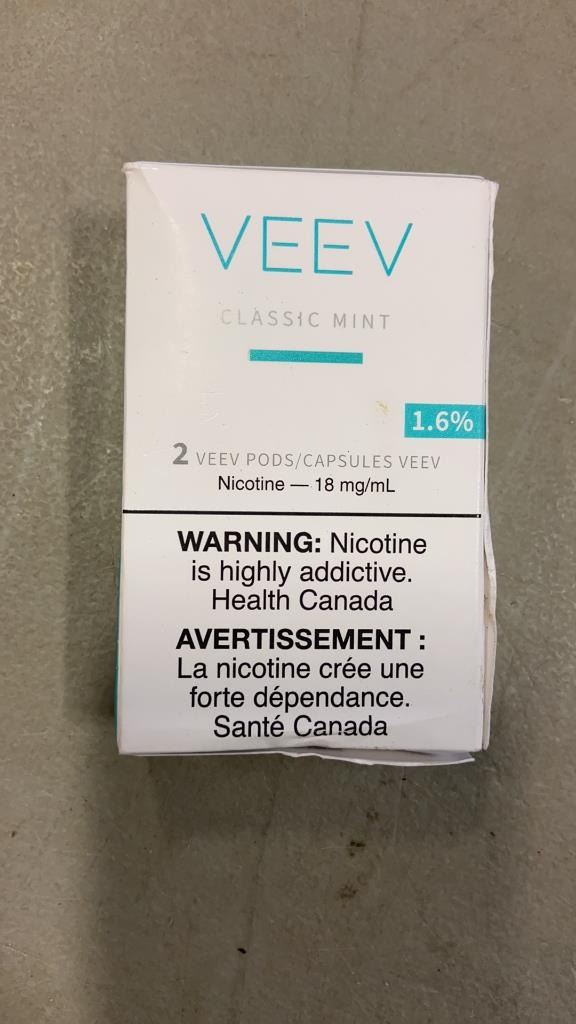 VEEV
CLASSIC MINT
1.6%
2 VEEV PODS/CAPSULES VEEV
Nicotine — 18 mg/mL
WARNING: Nicotine
is highly addictive.
Health Canada
AVERTISSEMENT :
La nicotine crée une
forte dépendance.
Santé Canada